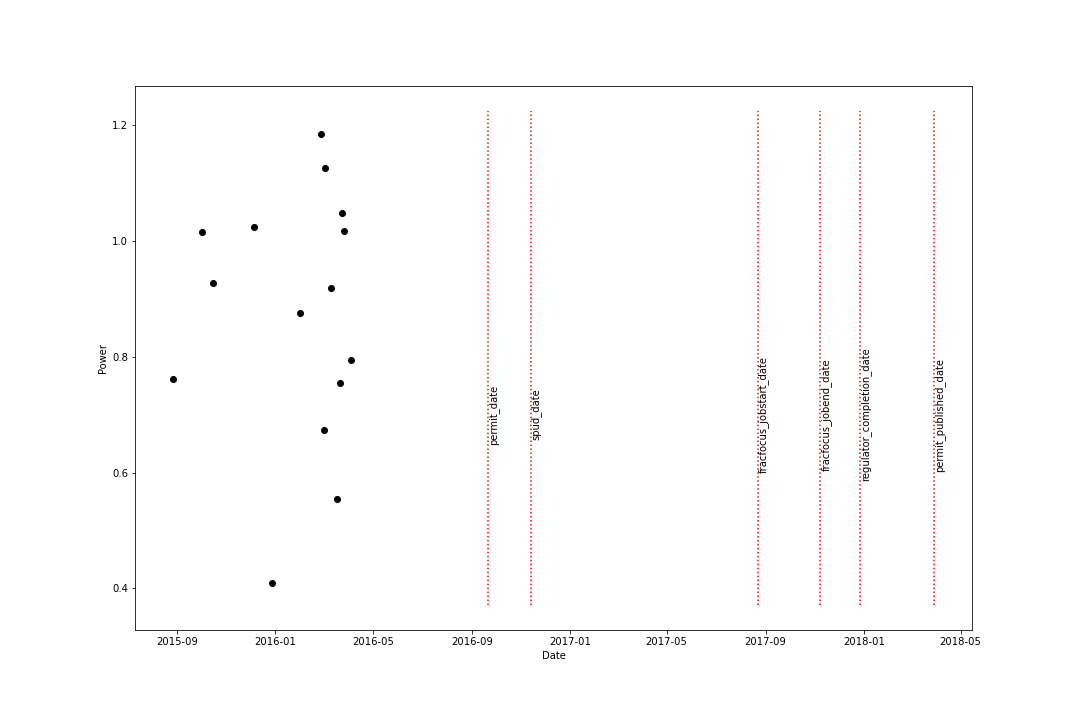 1.2
1.0
0.8
0.6
0.4
Power
permit_date
spud_date
fracfocus_jobstart_date
fracfocus_jobend_date
regulator_completion_date
permit_published_date
2015-09
2016-01
2016-05
2016-09
2017-01
2017-05
2017-09
2018-01
2018-05
Date